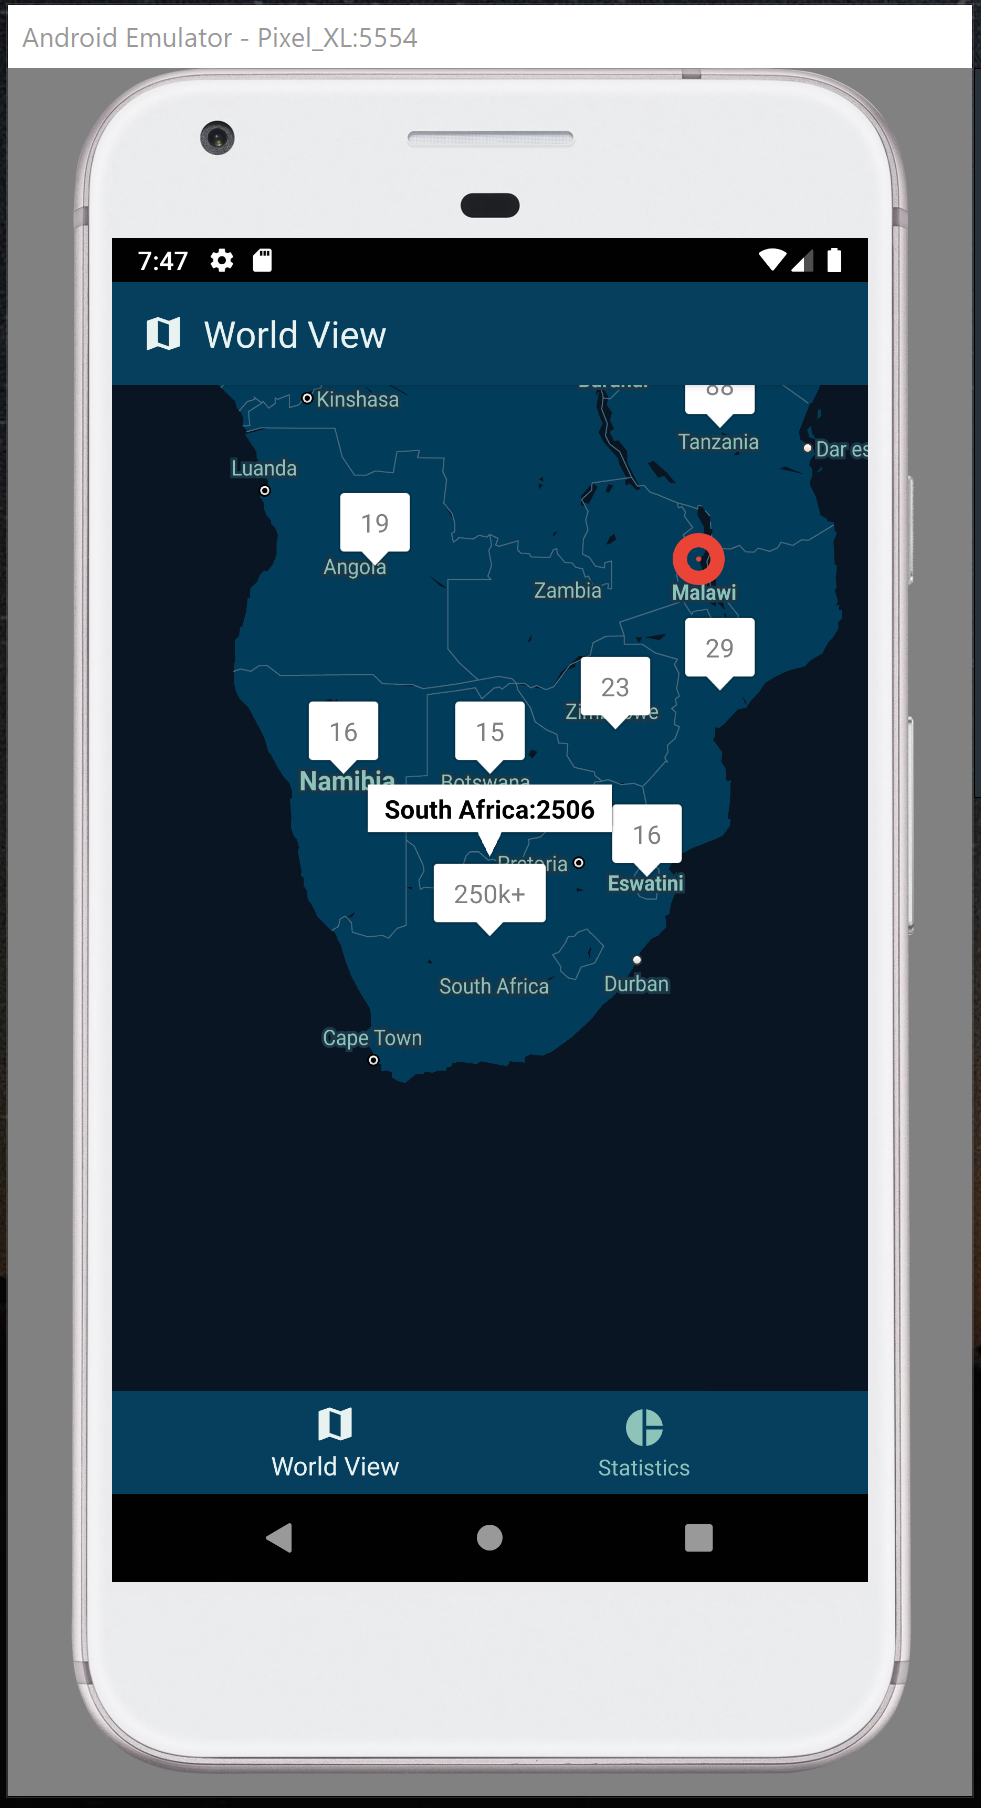 Android Emulator - Pixel_XL:5554
7:47
World View
Kinshasa
88
Tanzania
Dar es
Luanda
19
Angola
Zambia
Malawi
29
23
Zimbabwe
16
15
Namibia
Botswana
South Africa:2506
16
Pretoria
250k+
Eswatini
South Africa
Durban
Cape Town
World View
Statistics